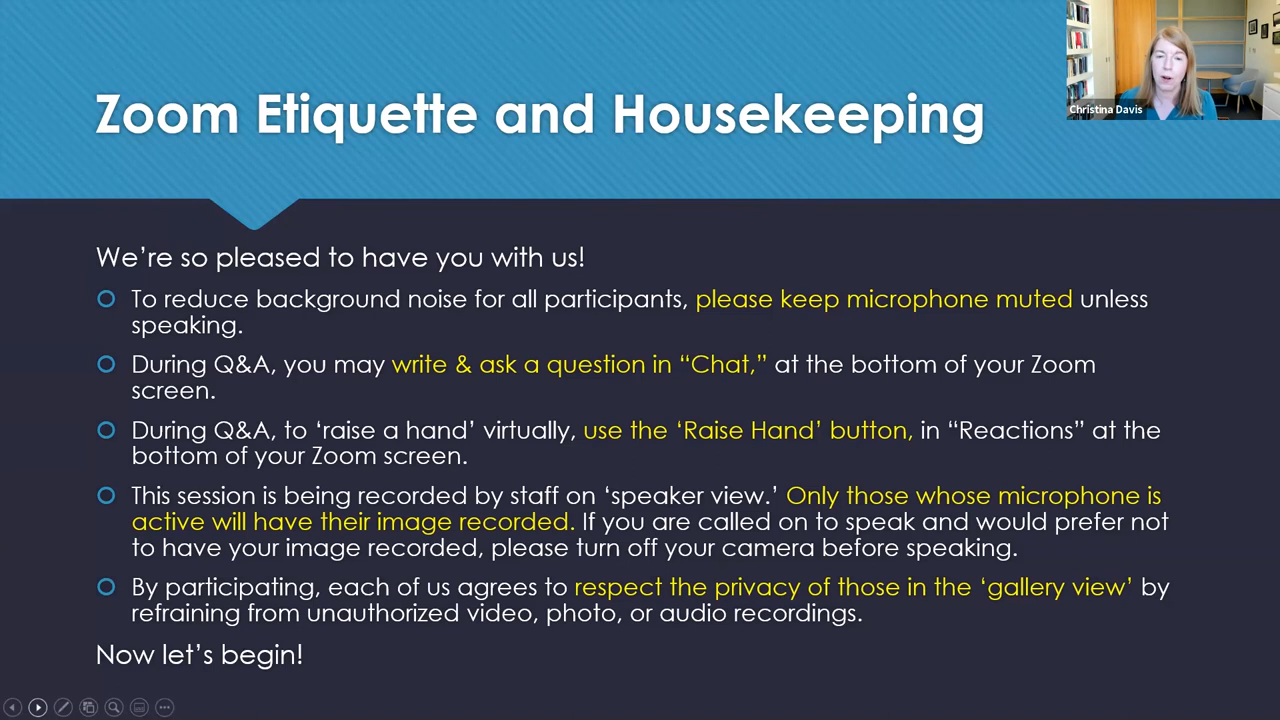 Zoom Etiquette and Housekeeping
Christina Davis
We’re so pleased to have you with us!
To reduce background noise for all participants, please keep microphone muted unless
speaking.
During Q&A, you may write & ask a question in “Chat,” at the bottom of your Zoom
screen.
During Q&A, to ‘raise a hand’ virtually, use the ‘Raise Hand’ button, in “Reactions” at the
bottom of your Zoom screen.
This session is being recorded by staff on ‘speaker view.’ Only those whose microphone is
active will have their image recorded. If you are called on to speak and would prefer not
to have your image recorded, please turn off your camera before speaking.
By participating, each of us agrees to respect the privacy of those in the ‘gallery view’ by
refraining from unauthorized video, photo, or audio recordings.
Now let’s begin!